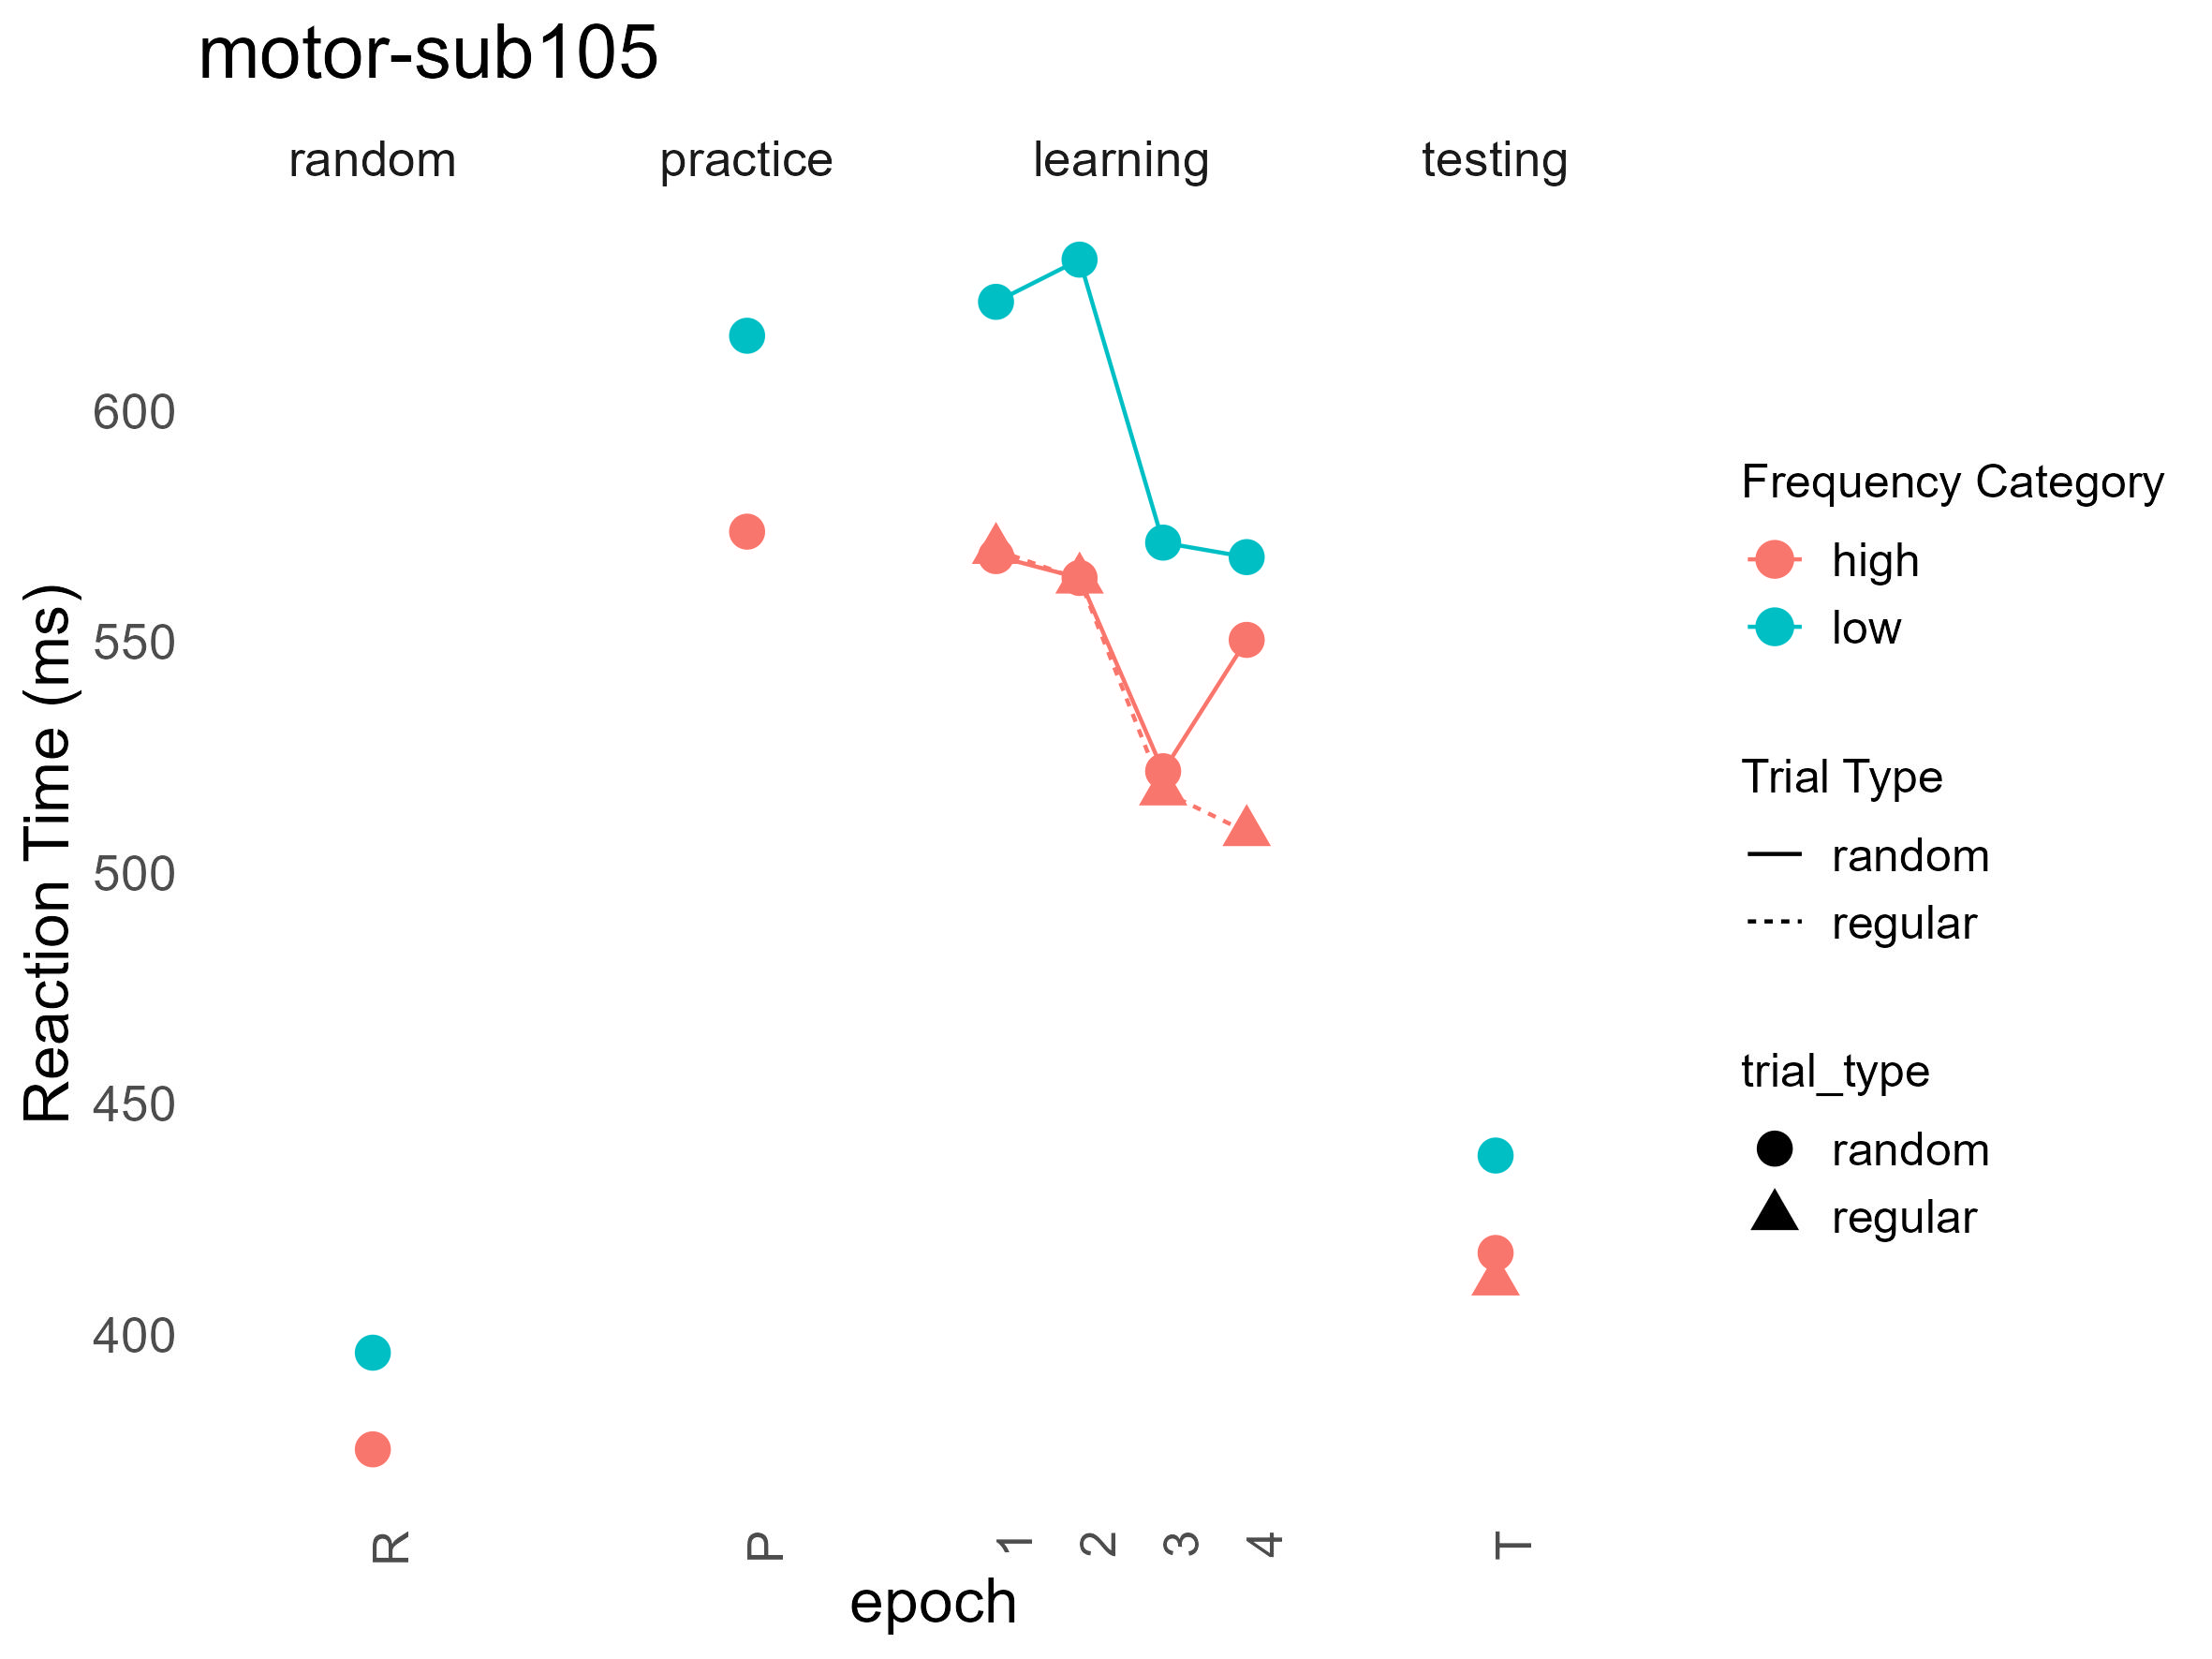 motor-sub105
random practice learning testing
600
550
500
450
400
Reaction Time (ms)
R P 1 2 3 4 T
epoch
Frequency Category
high
low
Trial Type
random
regular
trial_type
random
regular